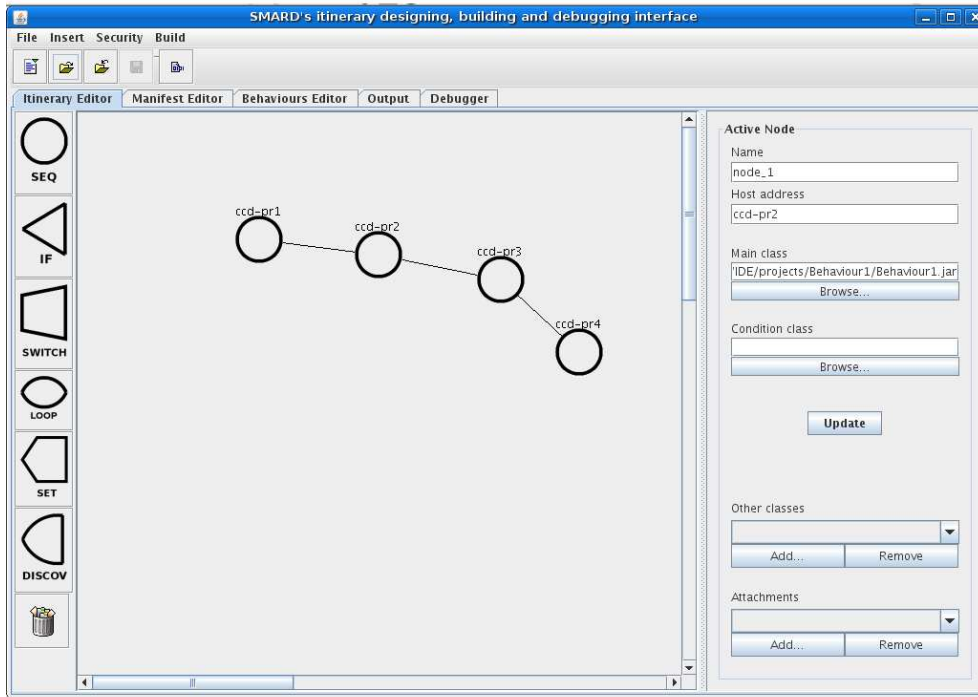 SMARD's itinerary designing, building and debugging interface
File Insert Security Build
Itinerary Editor Manifest Editor Behaviours Editor Output Debugger
SEQ
IF
SWITCH
LOOP
SET
DISCOV
ccd-pr1
ccd-pr2
ccd-pr3
ccd-pr4
Active Node
Name
node_1
Host address
ccd-pr2
Main class
'IDE/projects/Behaviour1/Behaviour1.jar
Browse...
Condition class
Browse...
Update
Other classes
Add... Remove
Attachments
Add... Remove